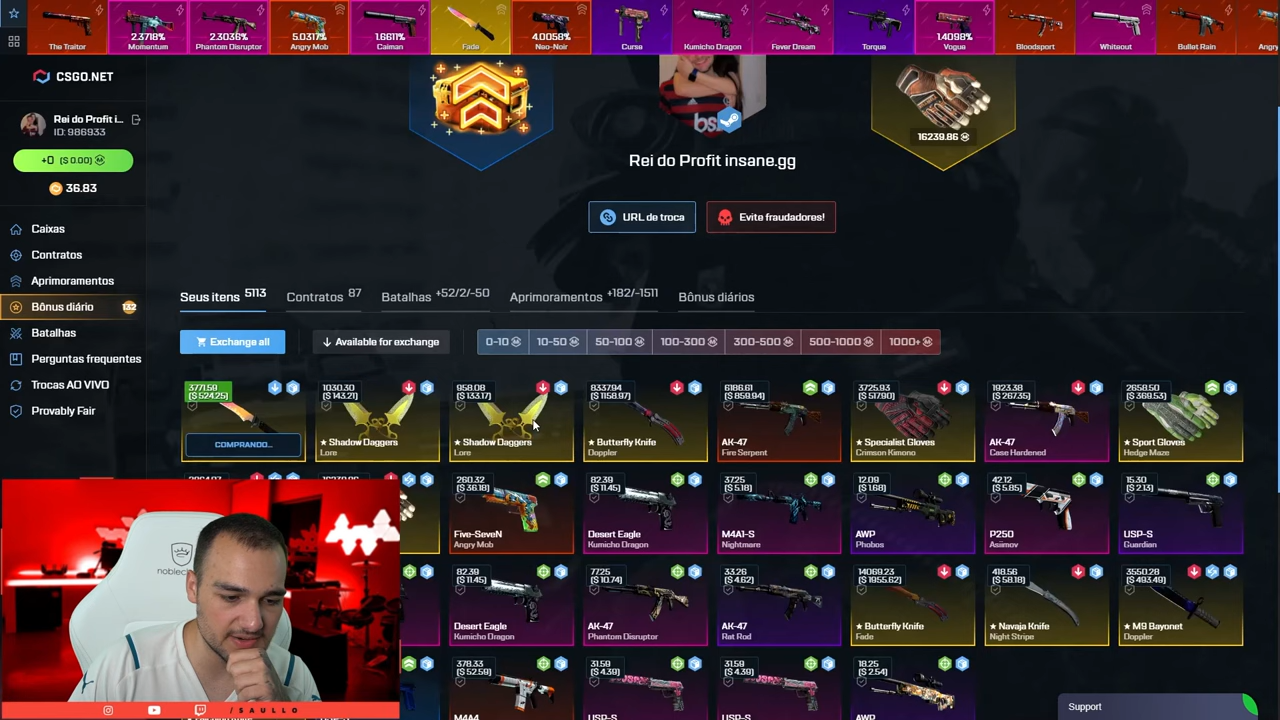 The Traitor
2.3718%
Momentum
2.3036%
Phantom Disruptor
5.0317%
Angry Mob
1.6611%
Caiman
Fade
4.0058%
Neo-Noir
Curse
Kumicho Dragon
Fever Dream
Torque
1.4098%
Vogue
Bloodsport
Whiteout
Bullet Rain
Angry
CSGO.NET
Rei do Profit i...
ID: 986933
+0 ($ 0.00)
36.83
Caixas
Contratos
Aprimoramentos
Bônus diário 132
Batalhas
Perguntas frequentes
Trocas AO VIVO
Provably Fair
16239.86
Rei do Profit insane.gg
URL de troca
Evite fraudadores!
Seus itens 5113
Contratos 87
Batalhas +52/2/-50
Aprimoramentos +182/-1511
Bônus diários
Exchange all
Available for exchange
0-10
10-50
50-100
100-300
300-500
500-1000
1000+
3771.59
($ 524.25)
COMPRANDO...
1030.30
($ 143.21)
★ Shadow Daggers
Lore
958.08
($ 133.17)
★ Shadow Daggers
Lore
8337.94
($ 1158.97)
★ Butterfly Knife
Doppler
6186.61
($ 859.94)
AK-47
Fire Serpent
3725.93
($ 517.90)
★ Specialist Gloves
Crimson Kimono
1923.38
($ 267.35)
AK-47
Case Hardened
2658.50
($ 369.53)
★ Sport Gloves
Hedge Maze
260.32
($ 36.18)
Five-SeveN
Angry Mob
82.39
($ 11.45)
Desert Eagle
Kumicho Dragon
37.25
($ 5.18)
M4A1-S
Nightmare
12.09
($ 1.68)
AWP
Phobos
42.12
($ 5.85)
P250
Asiimov
15.30
($ 2.13)
USP-S
Guardian
82.39
($ 11.45)
Desert Eagle
Kumicho Dragon
77.25
($ 10.74)
AK-47
Phantom Disruptor
33.26
($ 4.62)
AK-47
Rat Rod
14069.23
($ 1955.62)
★ Butterfly Knife
Fade
418.56
($ 58.18)
★ Navaja Knife
Night Stripe
3550.28
($ 493.49)
★ M9 Bayonet
Doppler
378.33
($ 52.59)
M4A4
31.59
($ 4.39)
USP-S
31.59
($ 4.39)
USP-S
18.25
($ 2.54)
AWP
noblech
/SAULLO
Support